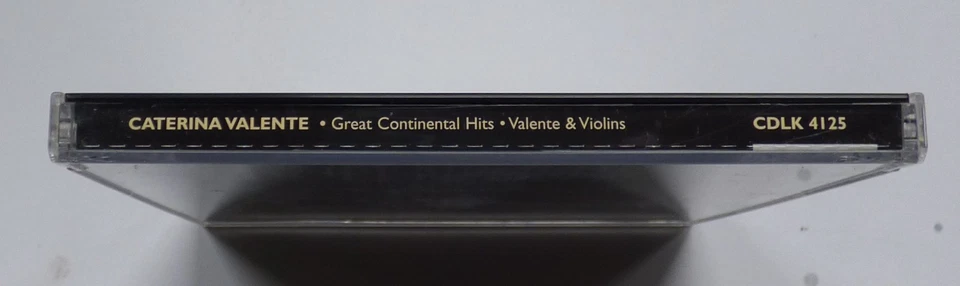 CATERINA VALENTE • Great Continental Hits • Valente & Violins CDLK 4125